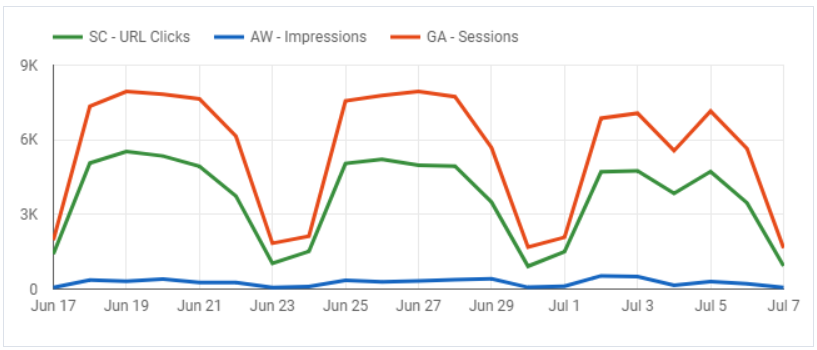 SC - URL Clicks AW - Impressions GA - Sessions
9K
6K
3K
0
Jun 17 Jun 19 Jun 21 Jun 23 Jun 25 Jun 27 Jun 29 Jul 1 Jul 3 Jul 5 Jul 7